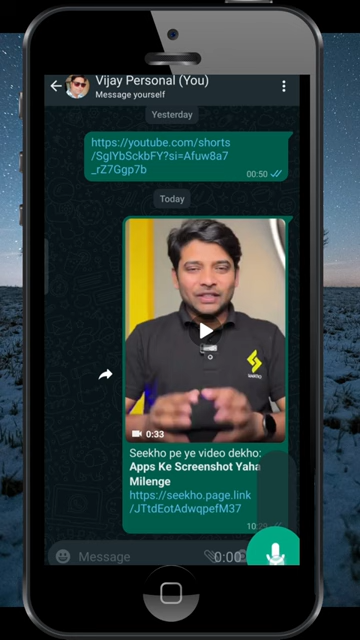 Vijay Personal (You)
Message yourself
Yesterday
https://youtube.com/shorts
/SgIYbSckbFY?si=Afuw8a7
_rZ7Ggp7b
00:50
Today
0:33
Seekho pe ye video dekho:
Apps Ke Screenshot Yaha
Milenge
https://seekho.page.link
/JTtdEotAdwqpefM37
Message
0:00